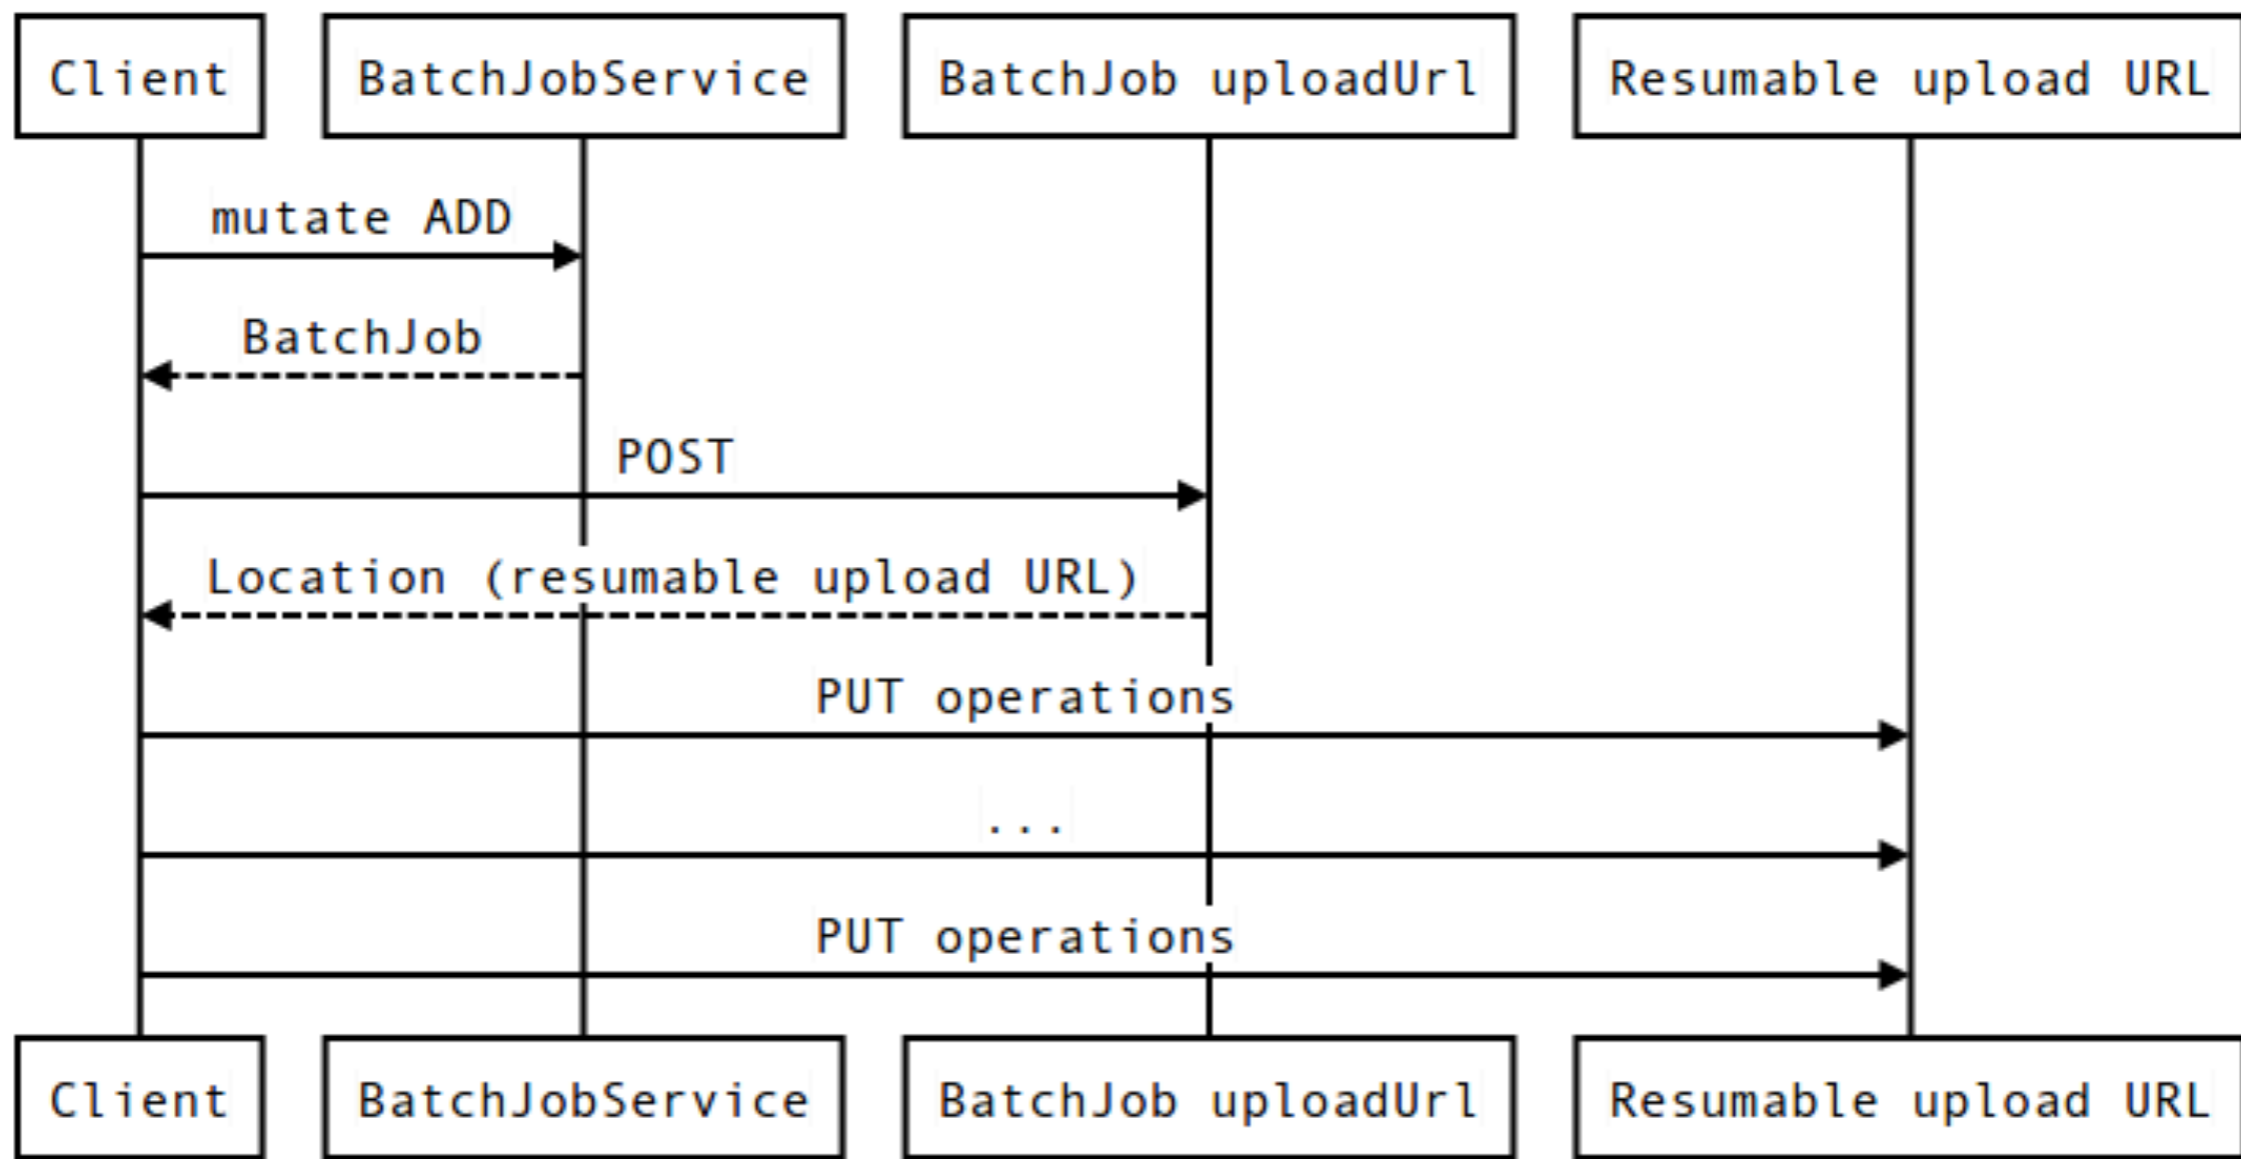 Client
BatchJobService
BatchJob uploadUrl
Resumable upload URL
mutate ADD
BatchJob
POST
Location (resumable upload URL)
PUT operations
...
PUT operations
Client
BatchJobService
BatchJob uploadUrl
Resumable upload URL